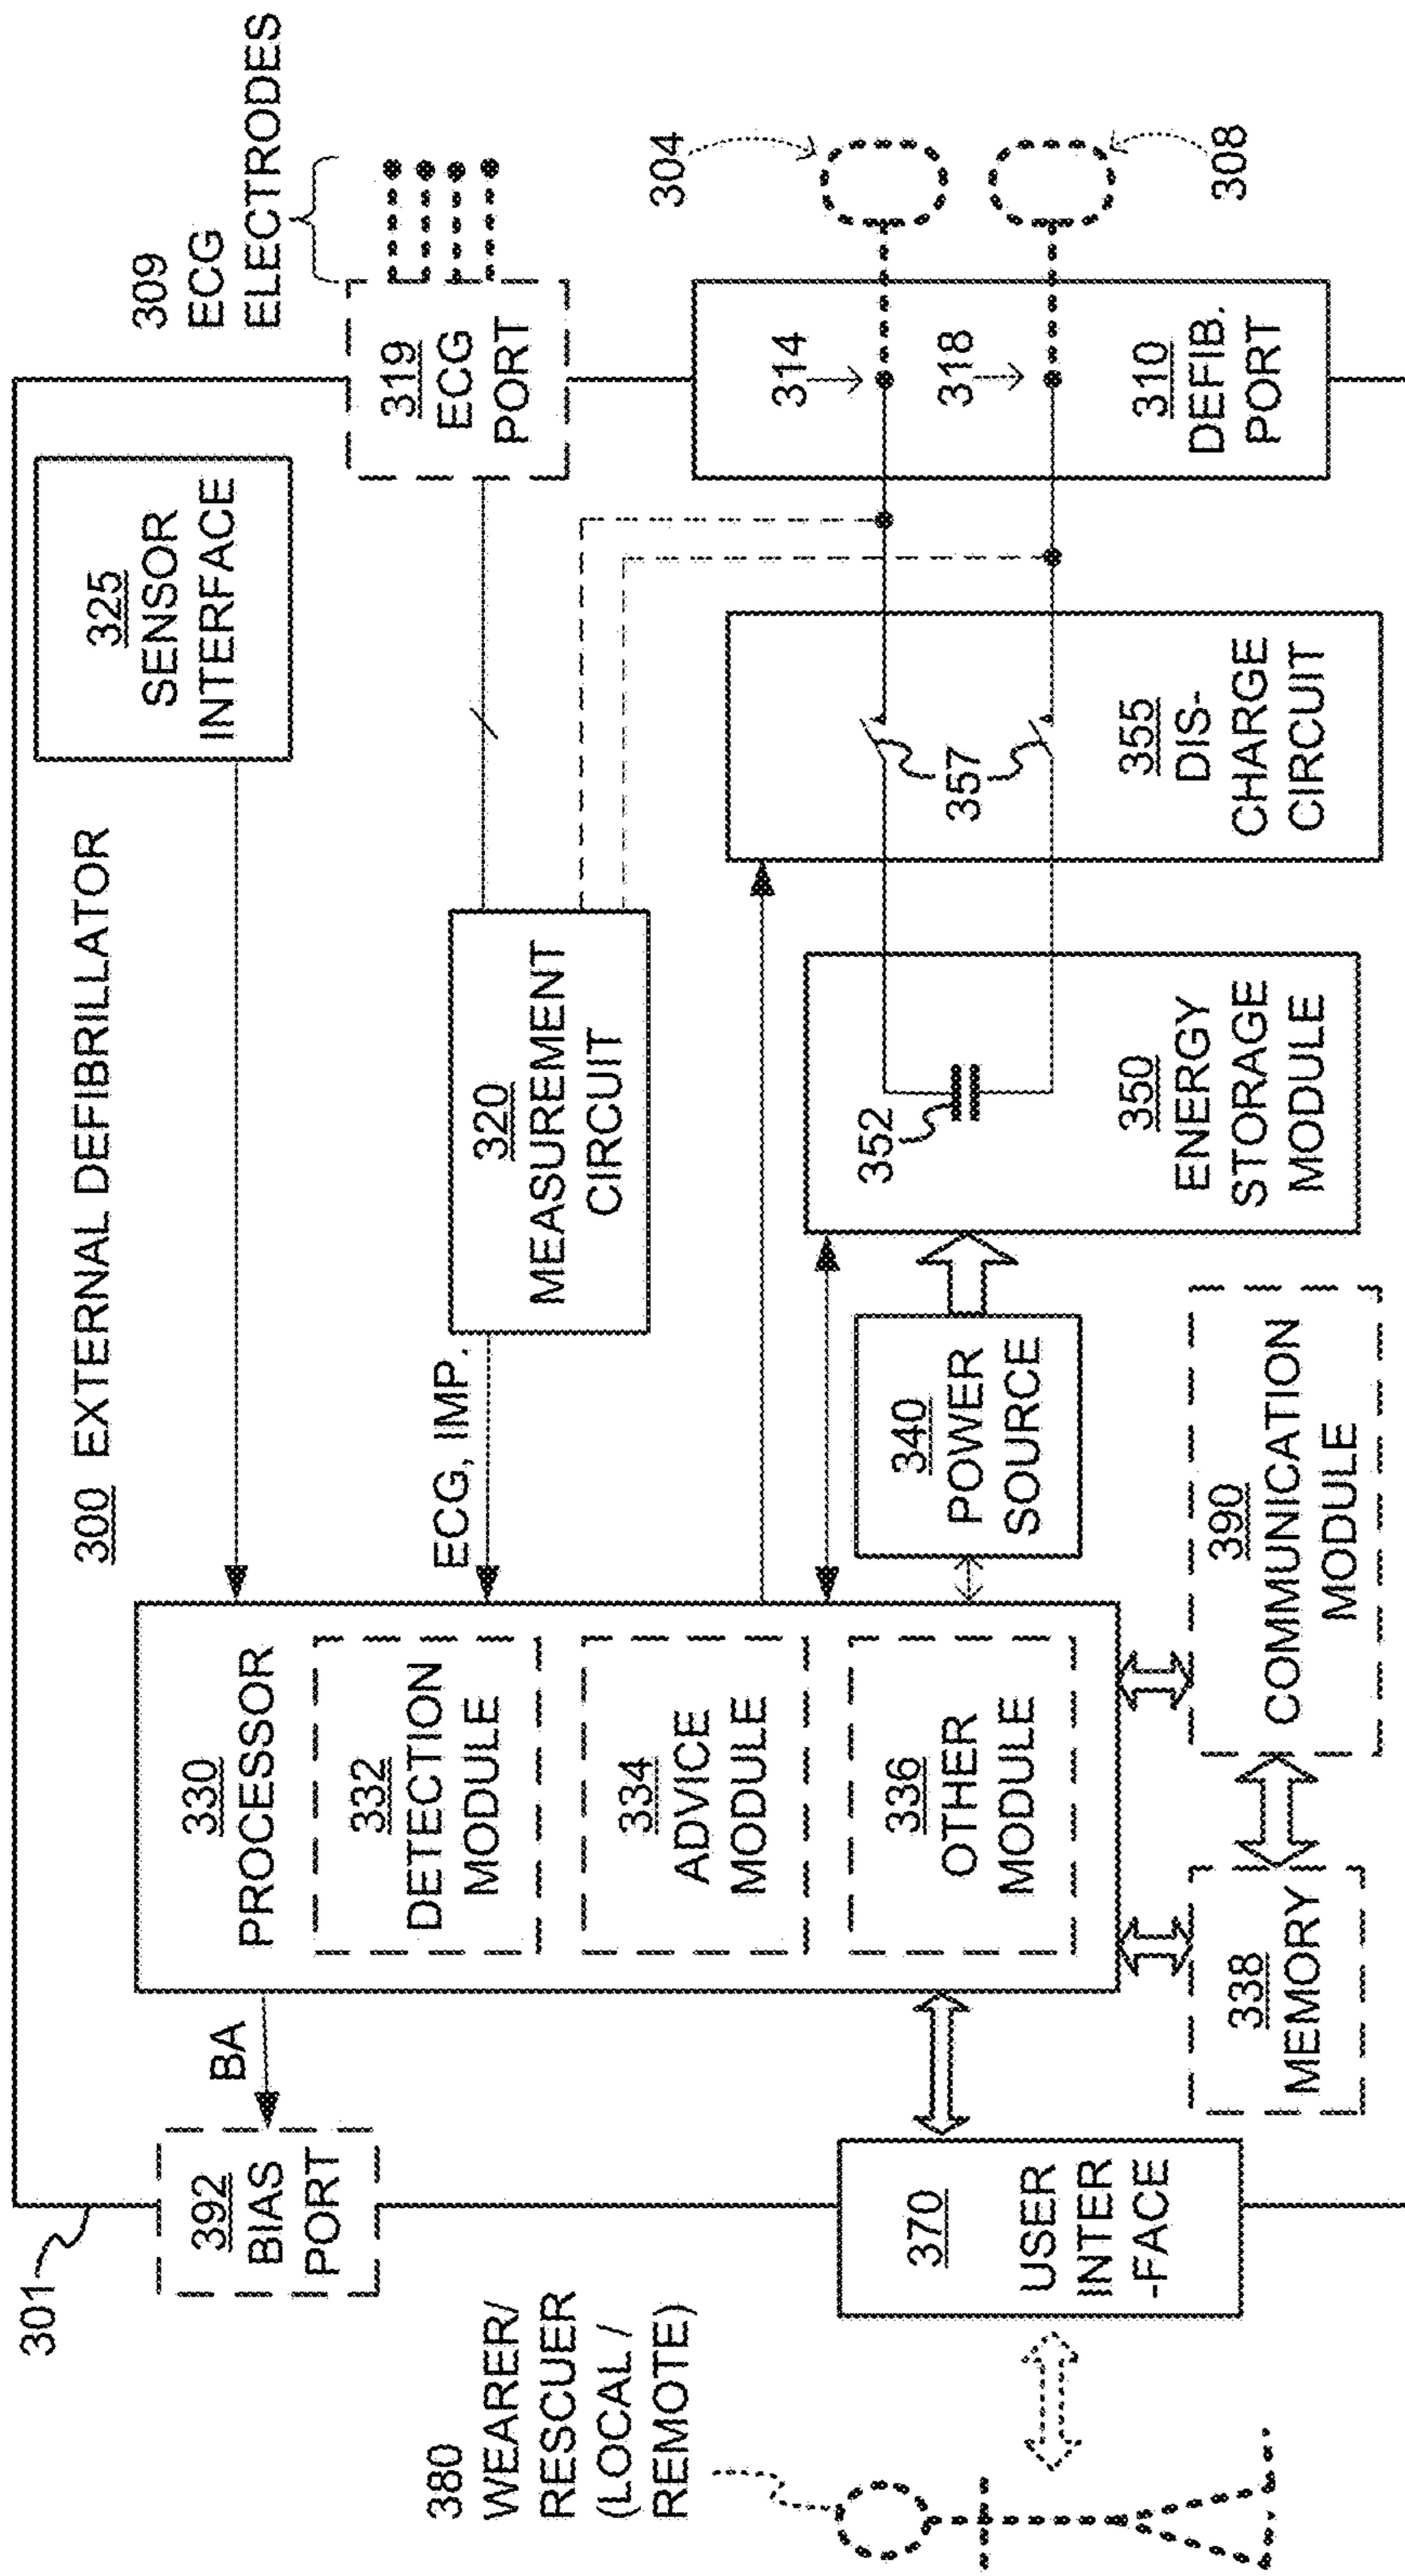 300 EXTERNAL DEFIBRILLATOR
301
309
ECG
ELECTRODES
325
SENSOR
INTERFACE
319
ECG
PORT
392
BIAS
PORT
BA
330
PROCESSOR
332
DETECTION
MODULE
334
ADVICE
MODULE
336
OTHER
MODULE
ECG, IMP.
320
MEASUREMENT
CIRCUIT
304
308
314
318
310
DEFIB.
PORT
357
355
DIS-
CHARGE
CIRCUIT
352
350
ENERGY
STORAGE
MODULE
340
POWER
SOURCE
380
WEARER/
RESCUER
(LOCAL /
REMOTE)
370
USER
INTER
-FACE
338
MEMORY
390
COMMUNICATION
MODULE